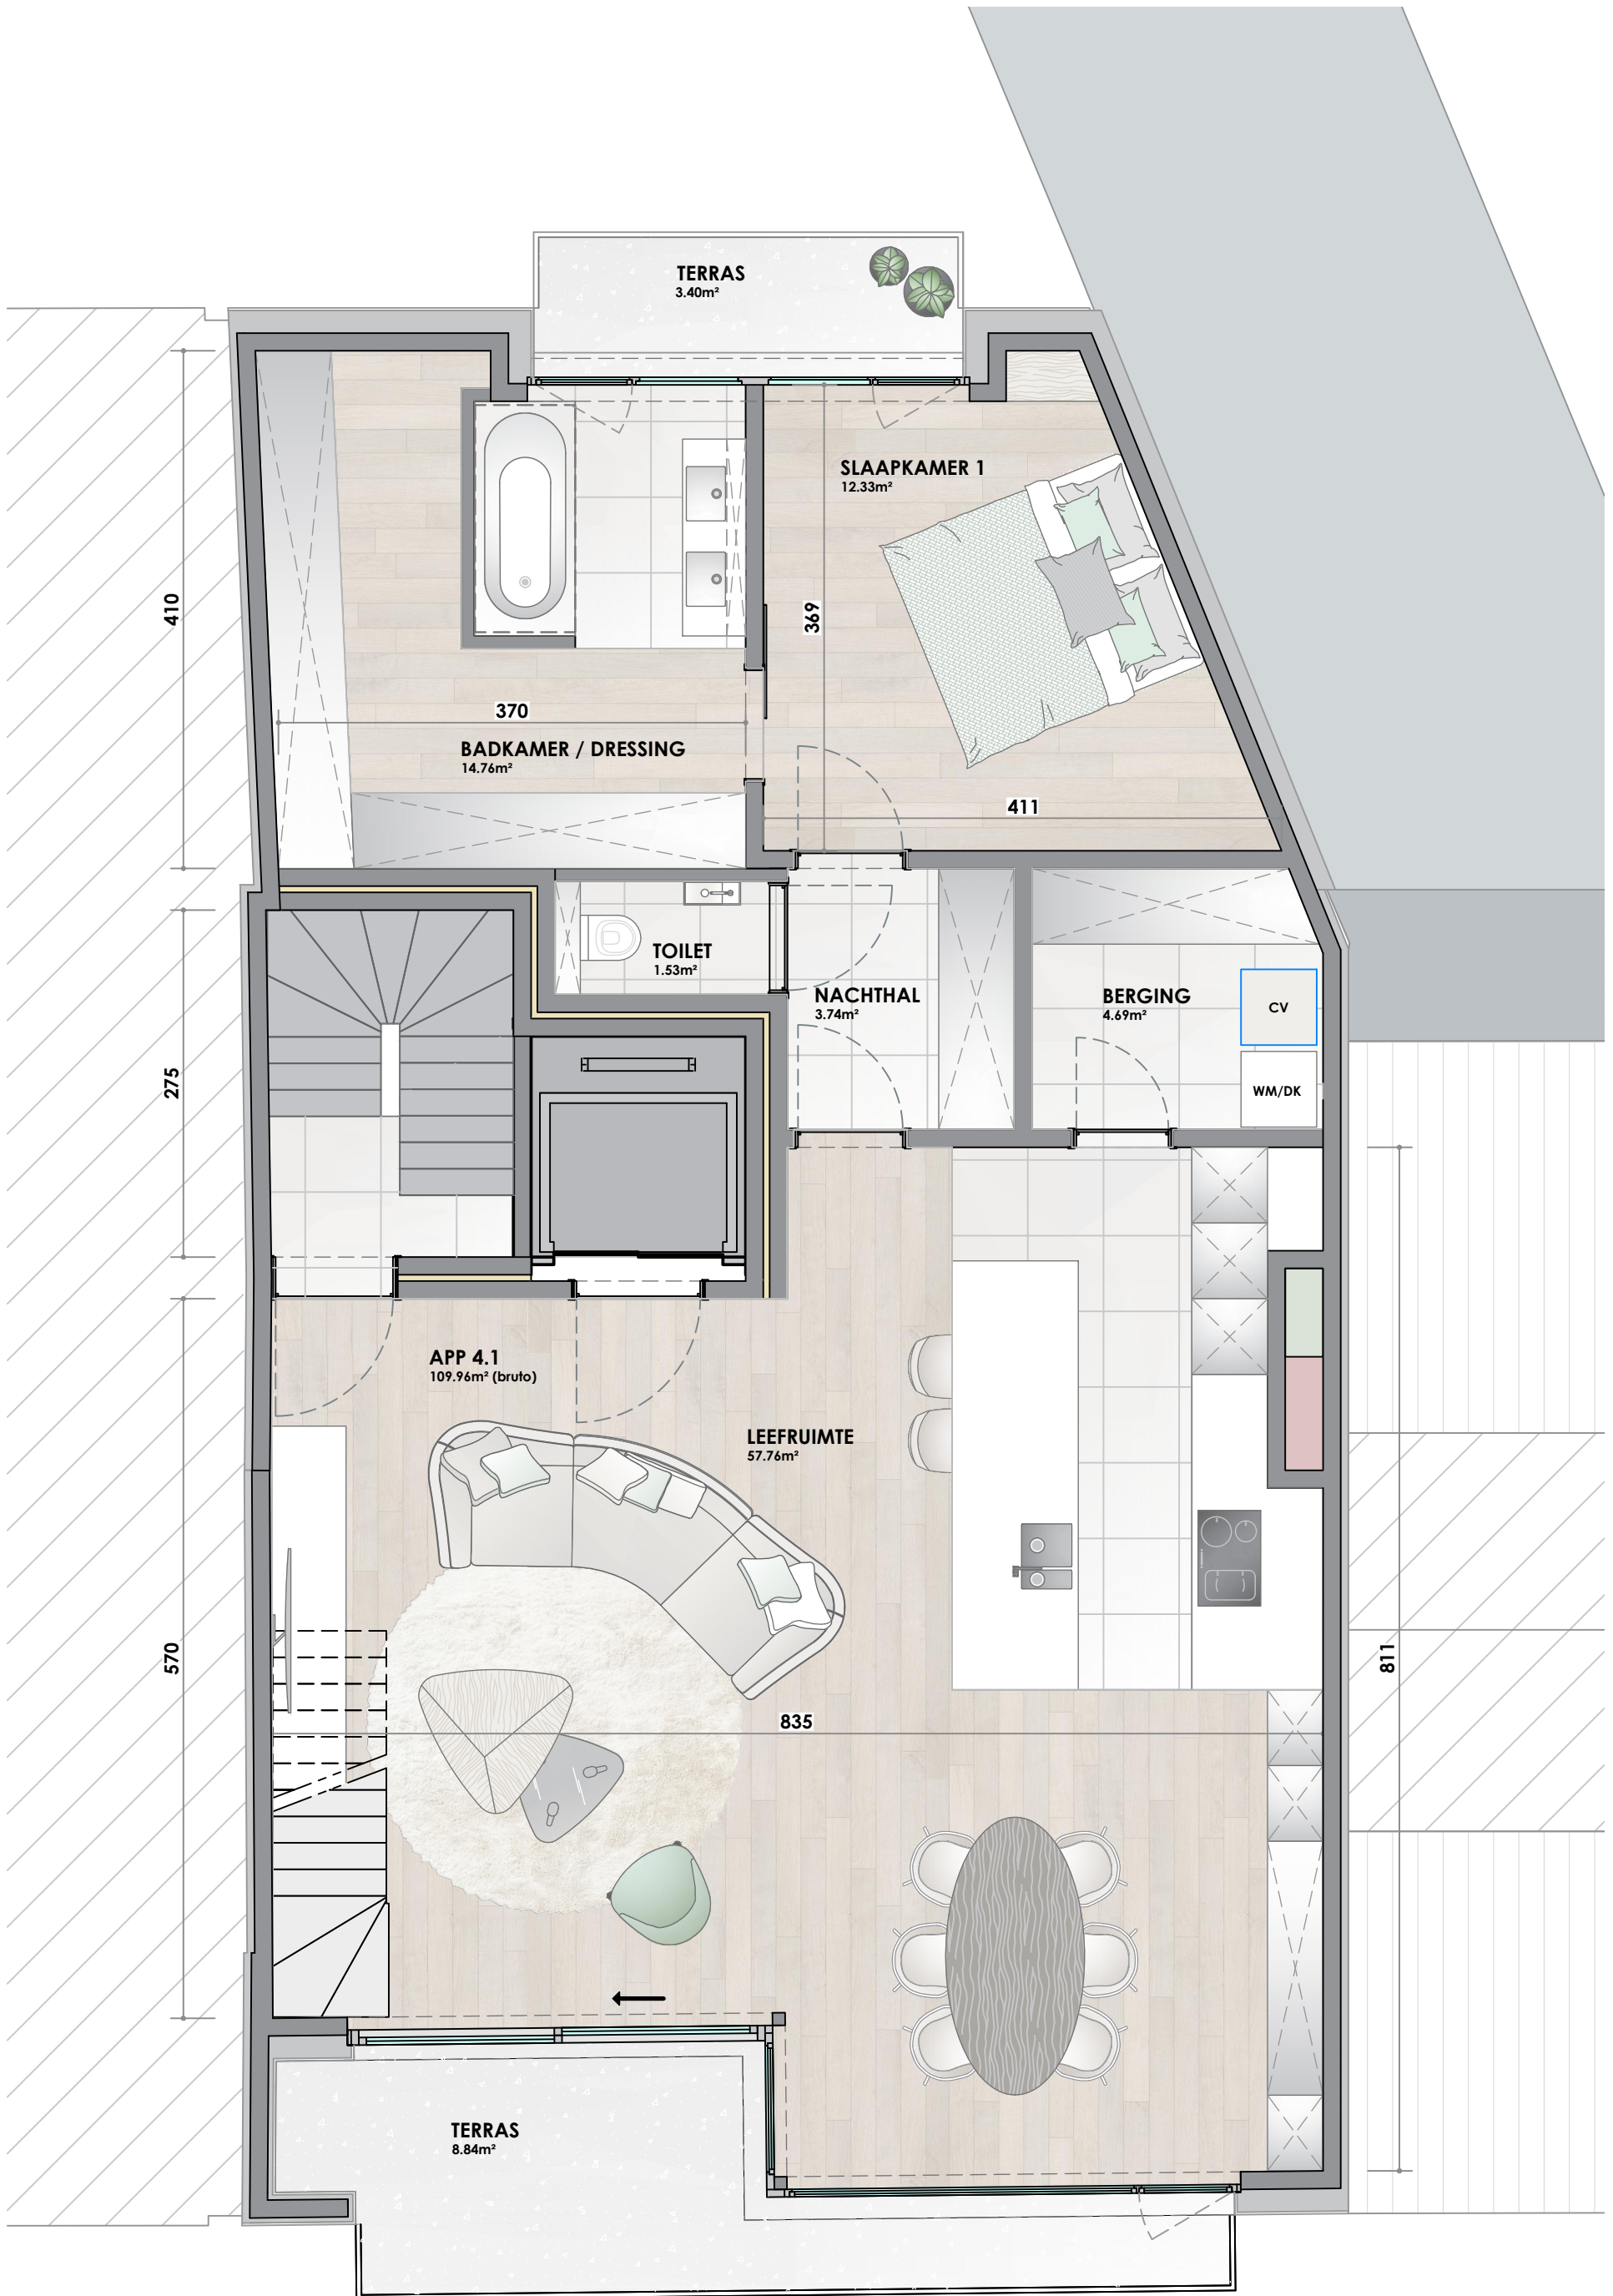 TERRAS
3.40m²
SLAAPKAMER 1
12.33m²
410
369
370
BADKAMER / DRESSING
14.76m²
411
TOILET
1.53m²
NACHTHAL
3.74m²
BERGING
4.69m²
CV
WM/DK
275
APP 4.1
109.96m² (bruto)
LEEFRUIMTE
57.76m²
570
811
835
TERRAS
8.84m²